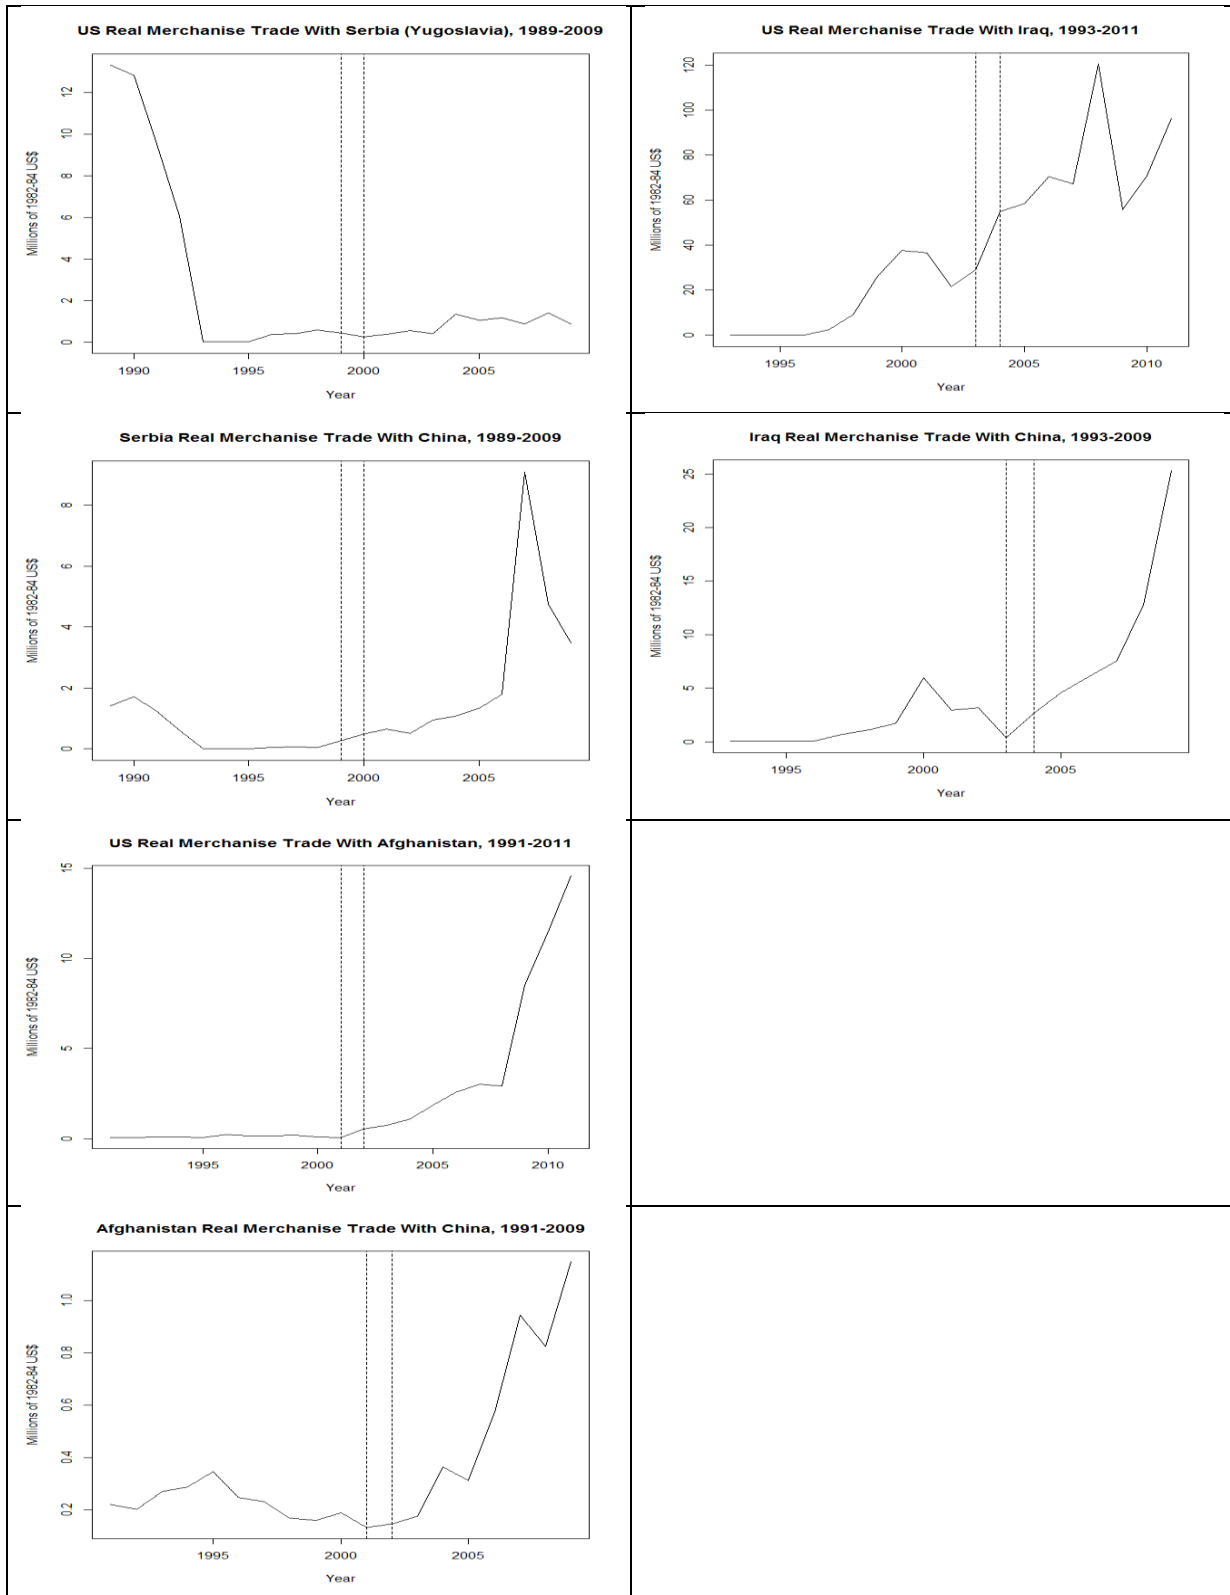 US Real Merchanise Trade With Serbia (Yugoslavia), 1989-2009
Millions of 1982-84 US$
0 2 4 6 8 10 12
1990 1995 2000 2005
Year
US Real Merchanise Trade With Iraq, 1993-2011
Millions of 1982-84 US$
0 20 40 60 80 100 120
1995 2000 2005 2010
Year
Serbia Real Merchanise Trade With China, 1989-2009
Millions of 1982-84 US$
0 2 4 6 8
1990 1995 2000 2005
Year
Iraq Real Merchanise Trade With China, 1993-2009
Millions of 1982-84 US$
0 5 10 15 20 25
1995 2000 2005
Year
US Real Merchanise Trade With Afghanistan, 1991-2011
Millions of 1982-84 US$
0 5 10 15
1995 2000 2005 2010
Year
Afghanistan Real Merchanise Trade With China, 1991-2009
Millions of 1982-84 US$
0.2 0.4 0.6 0.8 1.0
1995 2000 2005
Year